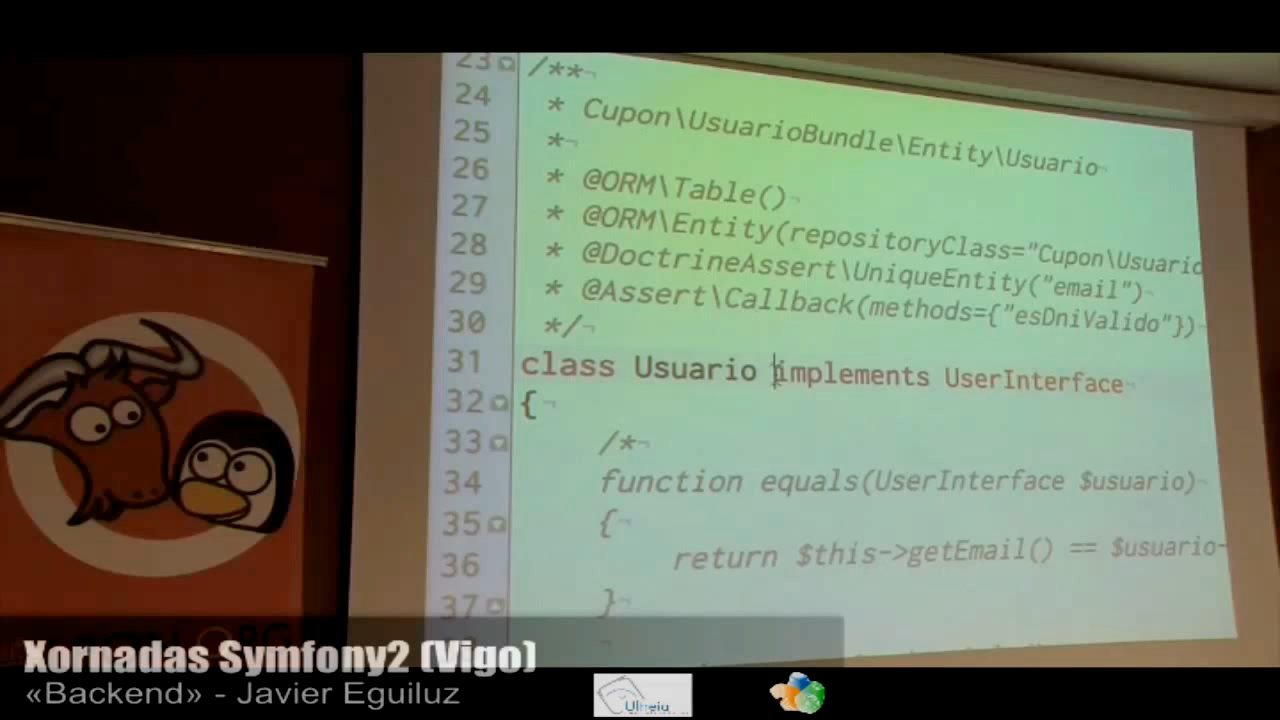 23 /**¬
24 * Cupon\UsuarioBundle\Entity\Usuario¬
25 *¬
26 * @ORM\Table()¬
27 * @ORM\Entity(repositoryClass="Cupon\Usuario
28 * @DoctrineAssert\UniqueEntity("email")¬
29 * @Assert\Callback(methods={"esDniValido"})¬
30 */¬
31 class Usuario implements UserInterface¬
32 {¬
33 /*¬
34 function equals(UserInterface $usuario)¬
35 {¬
36 return $this->getEmail() == $usuario-
37 }¬
Xornadas Symfony2 (Vigo)
«Backend» - Javier Eguiluz
Ultreia